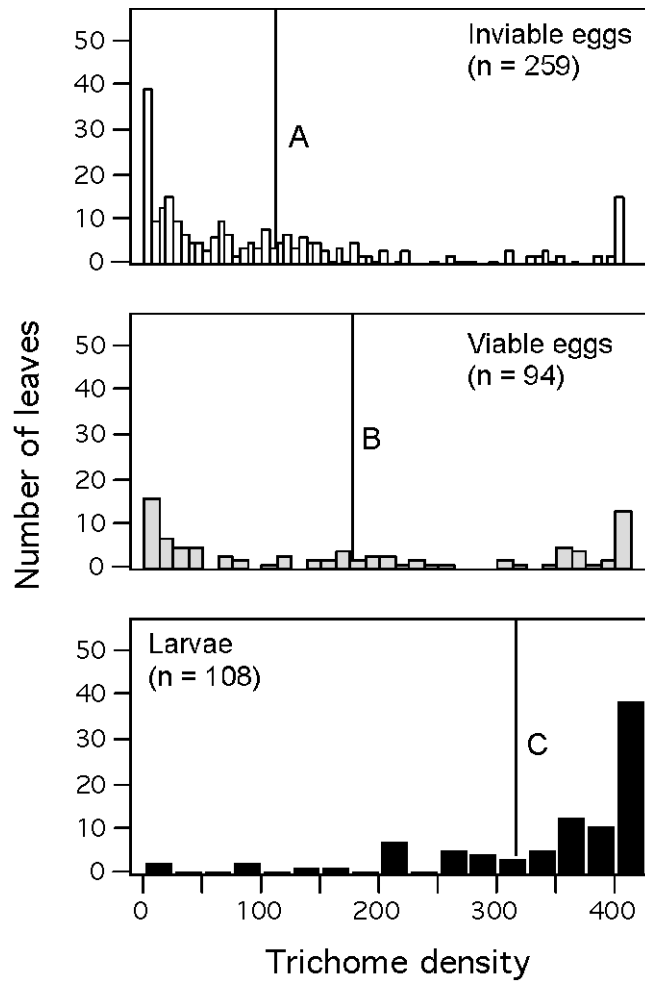 50
40
30
20
10
0
Inviable eggs
(n = 259)
A
50
40
30
20
10
0
Viable eggs
(n = 94)
B
Number of leaves
50
40
30
20
10
0
Larvae
(n = 108)
C
0 100 200 300 400
Trichome density